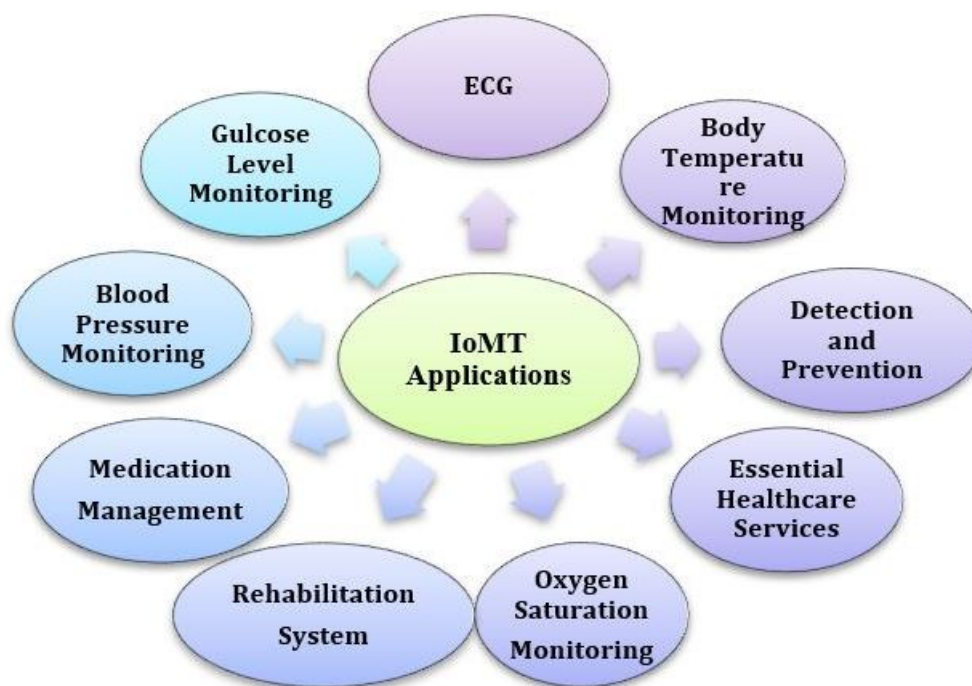 ECG
Body
Temperatu
re
Monitoring
Detection
and
Prevention
Essential
Healthcare
Services
Oxygen
Saturation
Monitoring
Rehabilitation
System
Medication
Management
Blood
Pressure
Monitoring
Gulcose
Level
Monitoring
IoMT
Applications